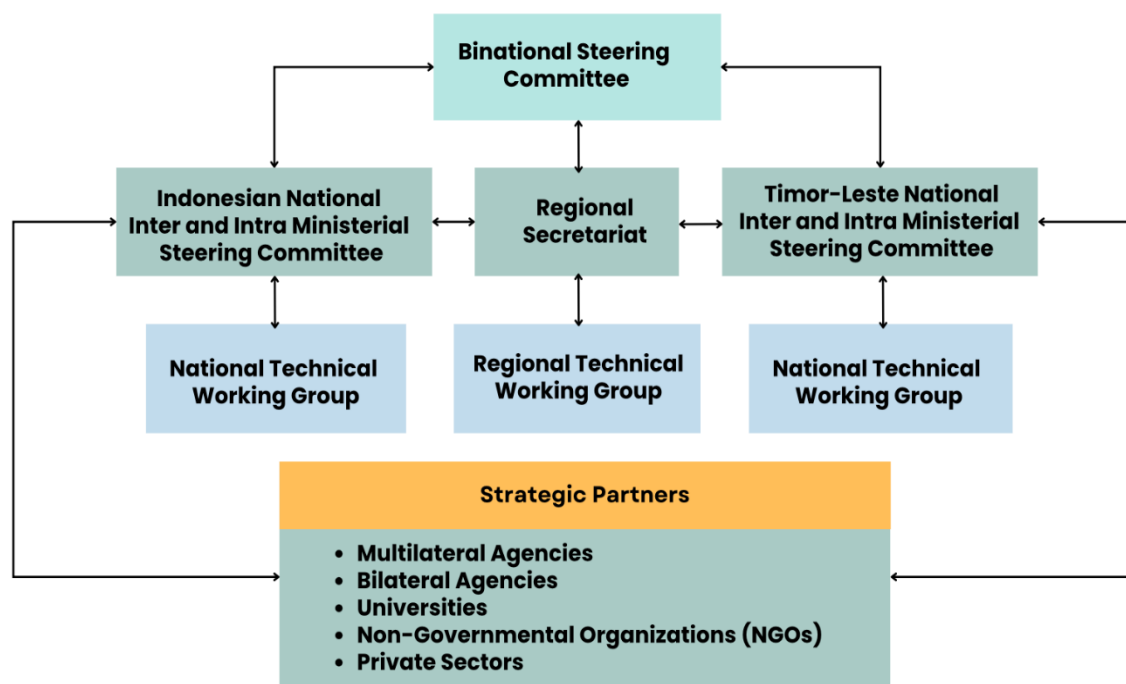 Binational Steering
Committee
Indonesian National
Inter and Intra Ministerial
Steering Committee
Regional
Secretariat
Timor-Leste National
Inter and Intra Ministerial
Steering Committee
National Technical
Working Group
Regional Technical
Working Group
National Technical
Working Group
Strategic Partners
• Multilateral Agencies
• Bilateral Agencies
• Universities
• Non-Governmental Organizations (NGOs)
• Private Sectors